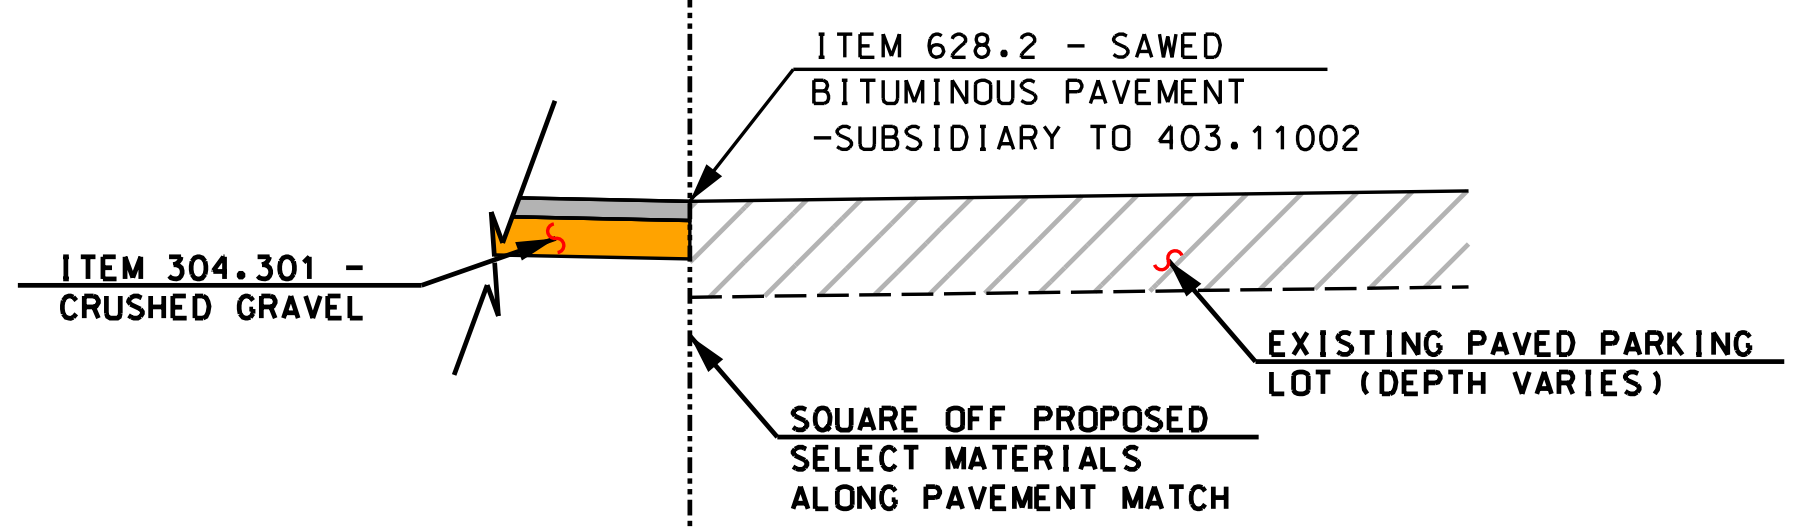 ITEM 628.2 - SAWED
BITUMINOUS PAVEMENT
-SUBSIDIARY TO 403.11002
ITEM 304.301 -
CRUSHED GRAVEL
EXISTING PAVED PARKING
LOT (DEPTH VARIES)
SQUARE OFF PROPOSED
SELECT MATERIALS
ALONG PAVEMENT MATCH